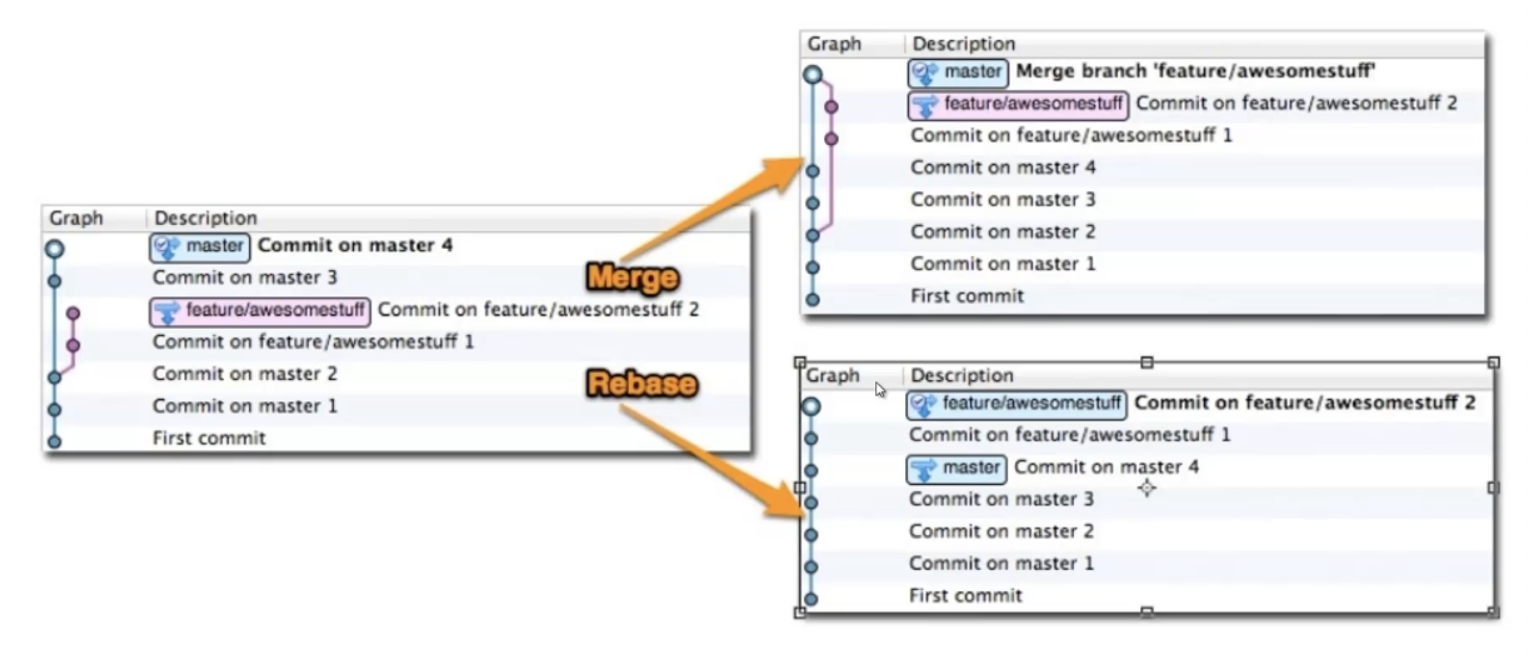 Graph Description
master Commit on master 4
Commit on master 3
feature/awesomestuff Commit on feature/awesomestuff 2
Commit on feature/awesomestuff 1
Commit on master 2
Commit on master 1
First commit
Merge
Rebase
Graph Description
master Merge branch 'feature/awesomestuff'
feature/awesomestuff Commit on feature/awesomestuff 2
Commit on feature/awesomestuff 1
Commit on master 4
Commit on master 3
Commit on master 2
Commit on master 1
First commit
Graph Description
feature/awesomestuff Commit on feature/awesomestuff 2
Commit on feature/awesomestuff 1
master Commit on master 4
Commit on master 3
Commit on master 2
Commit on master 1
First commit